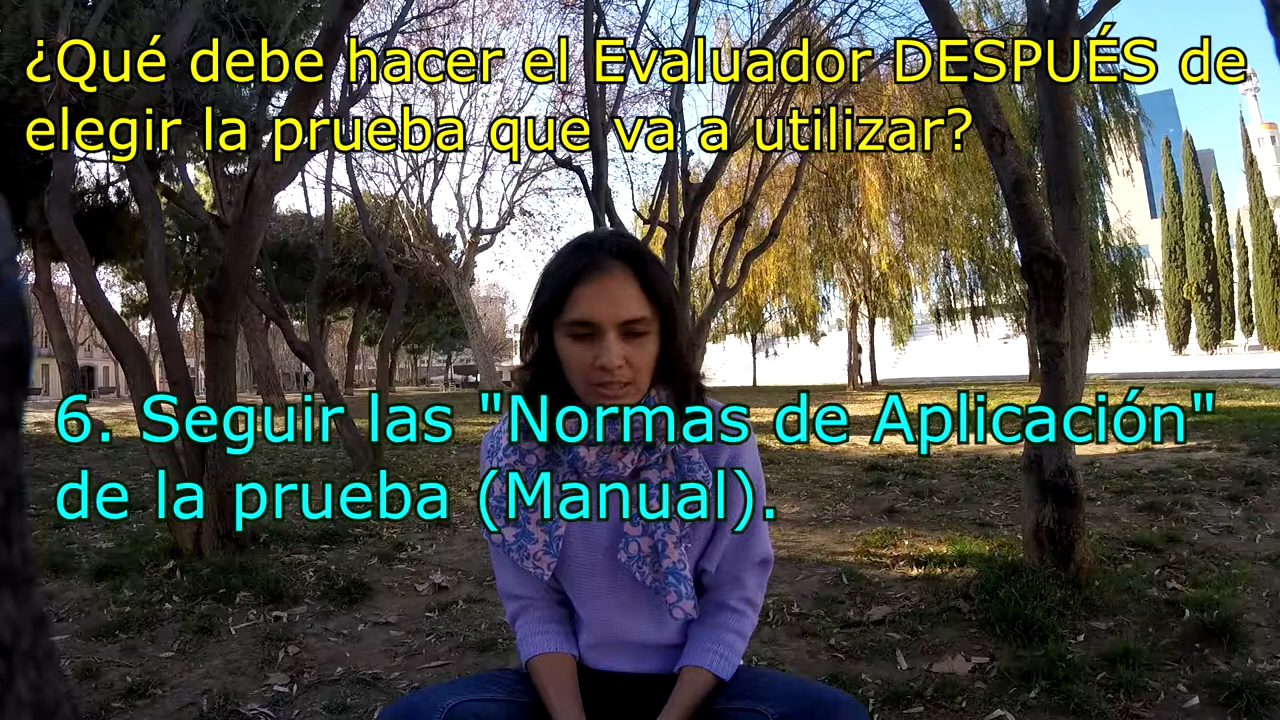 ¿Qué debe hacer el Evaluador DESPUÉS de
elegir la prueba que va a utilizar?
6. Seguir las "Normas de Aplicación"
de la prueba (Manual).